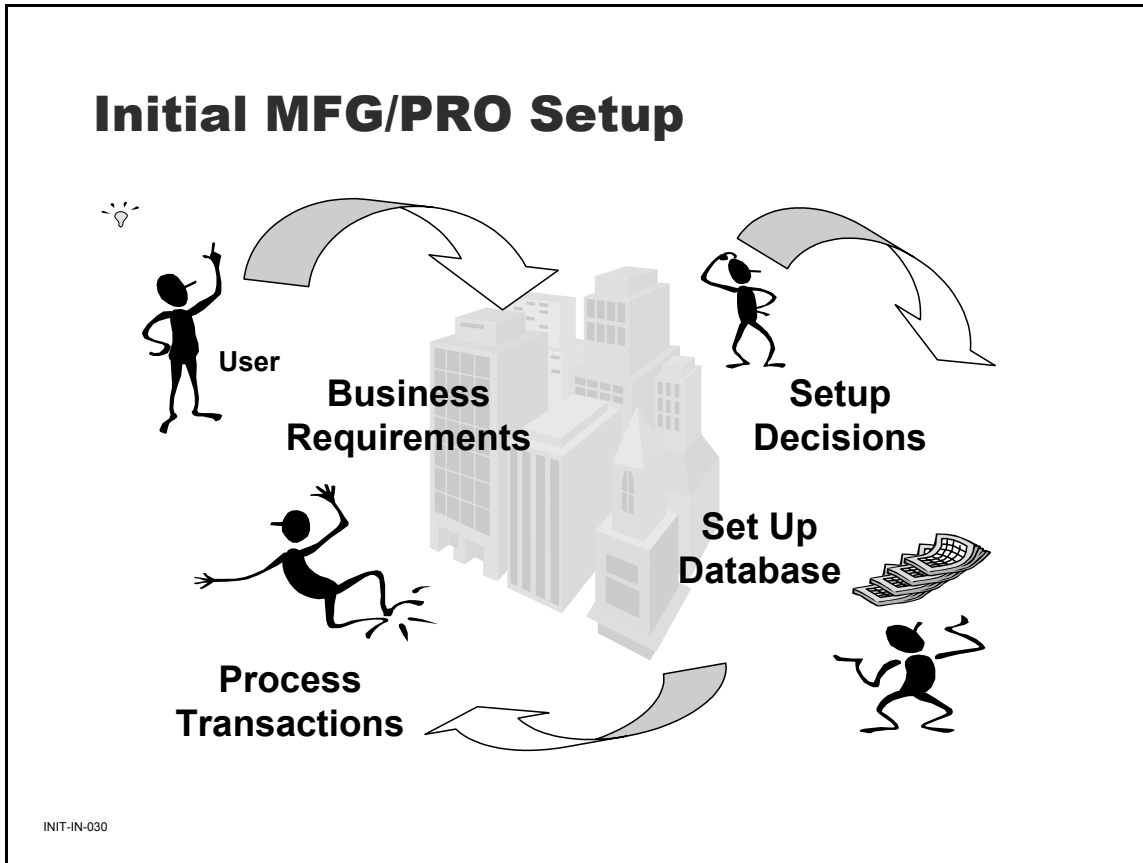 Initial MFG/PRO Setup
User
Business
Requirements
Setup
Decisions
Set Up
Database
Process
Transactions
INIT-IN-030